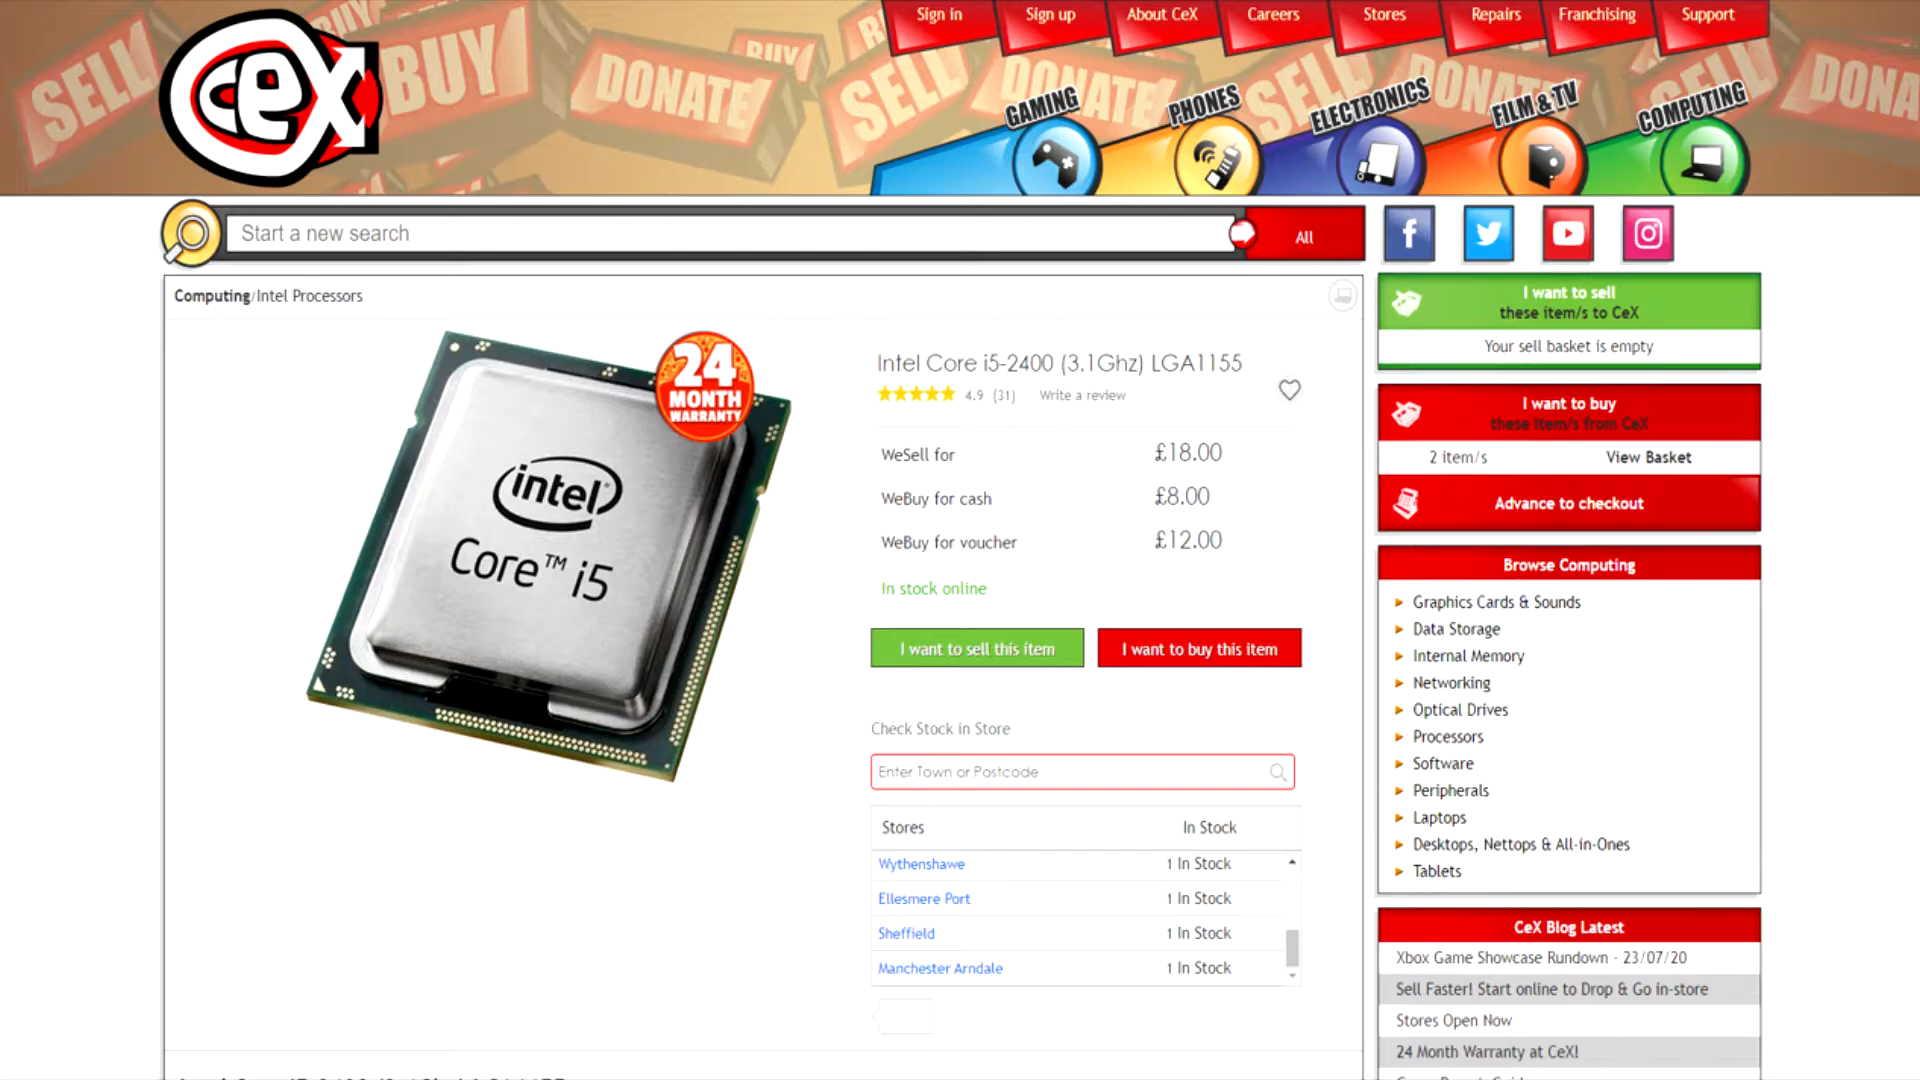 Sign in
Sign up
About CeX
Careers
Stores
Repairs
Franchising
Support
SELL
BUY
DONATE
BUY
SELL
DONATE
SELL
DONATE
SELL
DONA
CeX
GAMING
PHONES
ELECTRONICS
FILM & TV
COMPUTING
Start a new search
All
Computing/Intel Processors
24
MONTH
WARRANTY
intel
Core™ i5
Intel Core i5-2400 (3.1Ghz) LGA1155
4.9 (31) Write a review
WeSell for £18.00
WeBuy for cash £8.00
WeBuy for voucher £12.00
In stock online
I want to sell this item
I want to buy this item
Check Stock in Store
Enter Town or Postcode
Stores In Stock
Wythenshawe 1 In Stock
Ellesmere Port 1 In Stock
Sheffield 1 In Stock
Manchester Arndale 1 In Stock
I want to sell
these item/s to CeX
Your sell basket is empty
I want to buy
these item/s from CeX
2 item/s View Basket
Advance to checkout
Browse Computing
Graphics Cards & Sounds
Data Storage
Internal Memory
Networking
Optical Drives
Processors
Software
Peripherals
Laptops
Desktops, Nettops & All-in-Ones
Tablets
CeX Blog Latest
Xbox Game Showcase Rundown - 23/07/20
Sell Faster! Start online to Drop & Go in-store
Stores Open Now
24 Month Warranty at CeX!